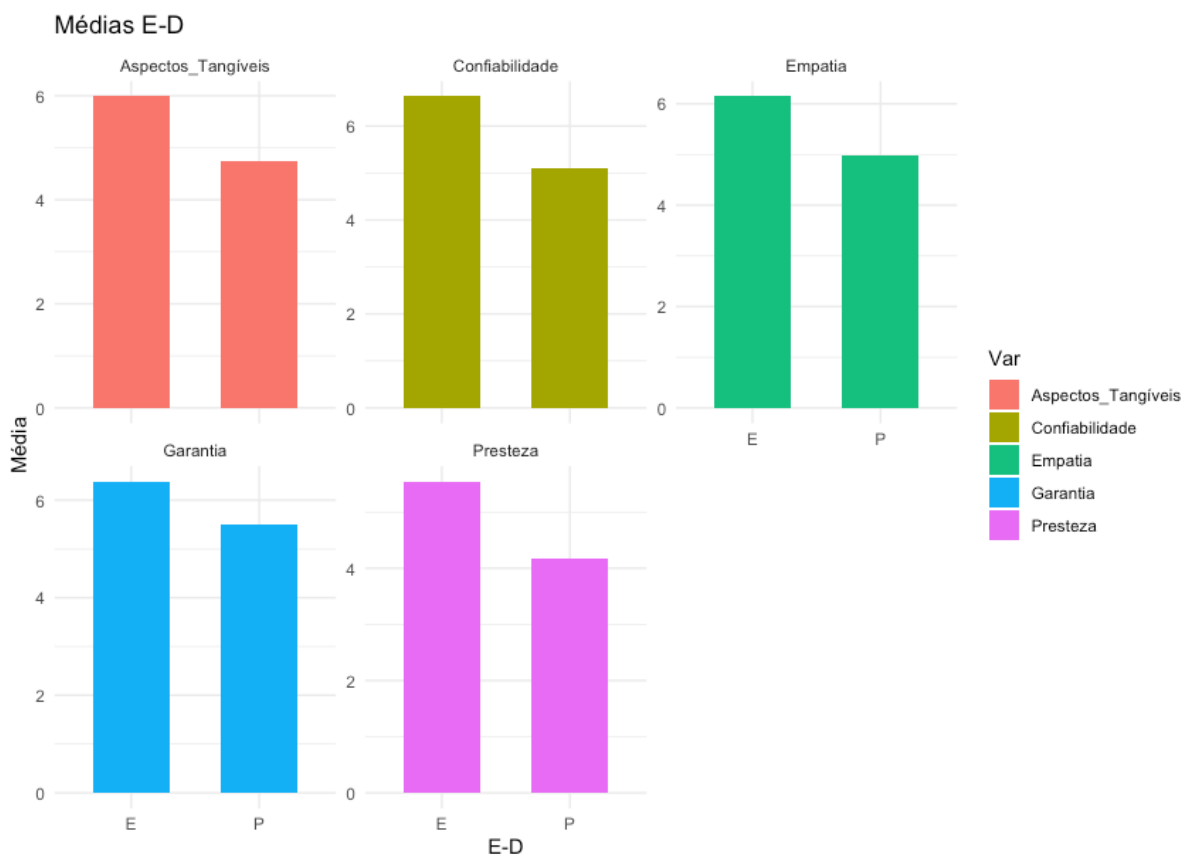 Médias E-D
Aspectos_Tangíveis
Confiabilidade
Empatia
6
4
2
0
6
4
2
0
6
4
2
0
E
P
Média
Garantia
Presteza
6
4
2
0
4
2
0
E
P
E
P
E-D
Var
Aspectos_Tangíveis
Confiabilidade
Empatia
Garantia
Presteza